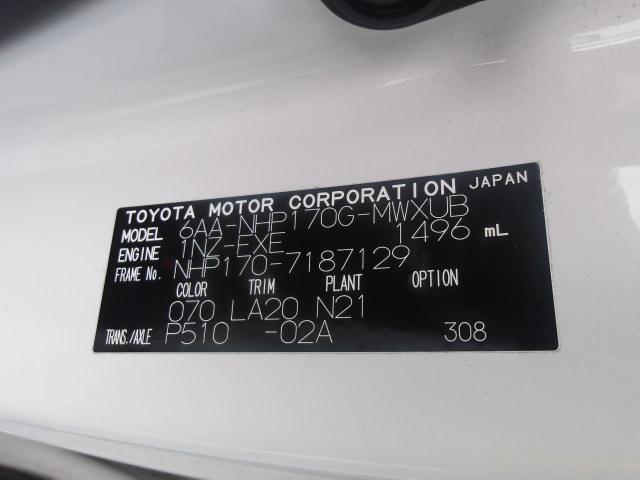 TOYOTA MOTOR CORPORATION JAPAN
MODEL 6AA-NHP170G-MWXUB
ENGINE 1NZ-EXE 1496 mL
FRAME No. NHP170-7187129
COLOR TRIM PLANT OPTION
070 LA20 N21
TRANS./AXLE P510 -02A 308